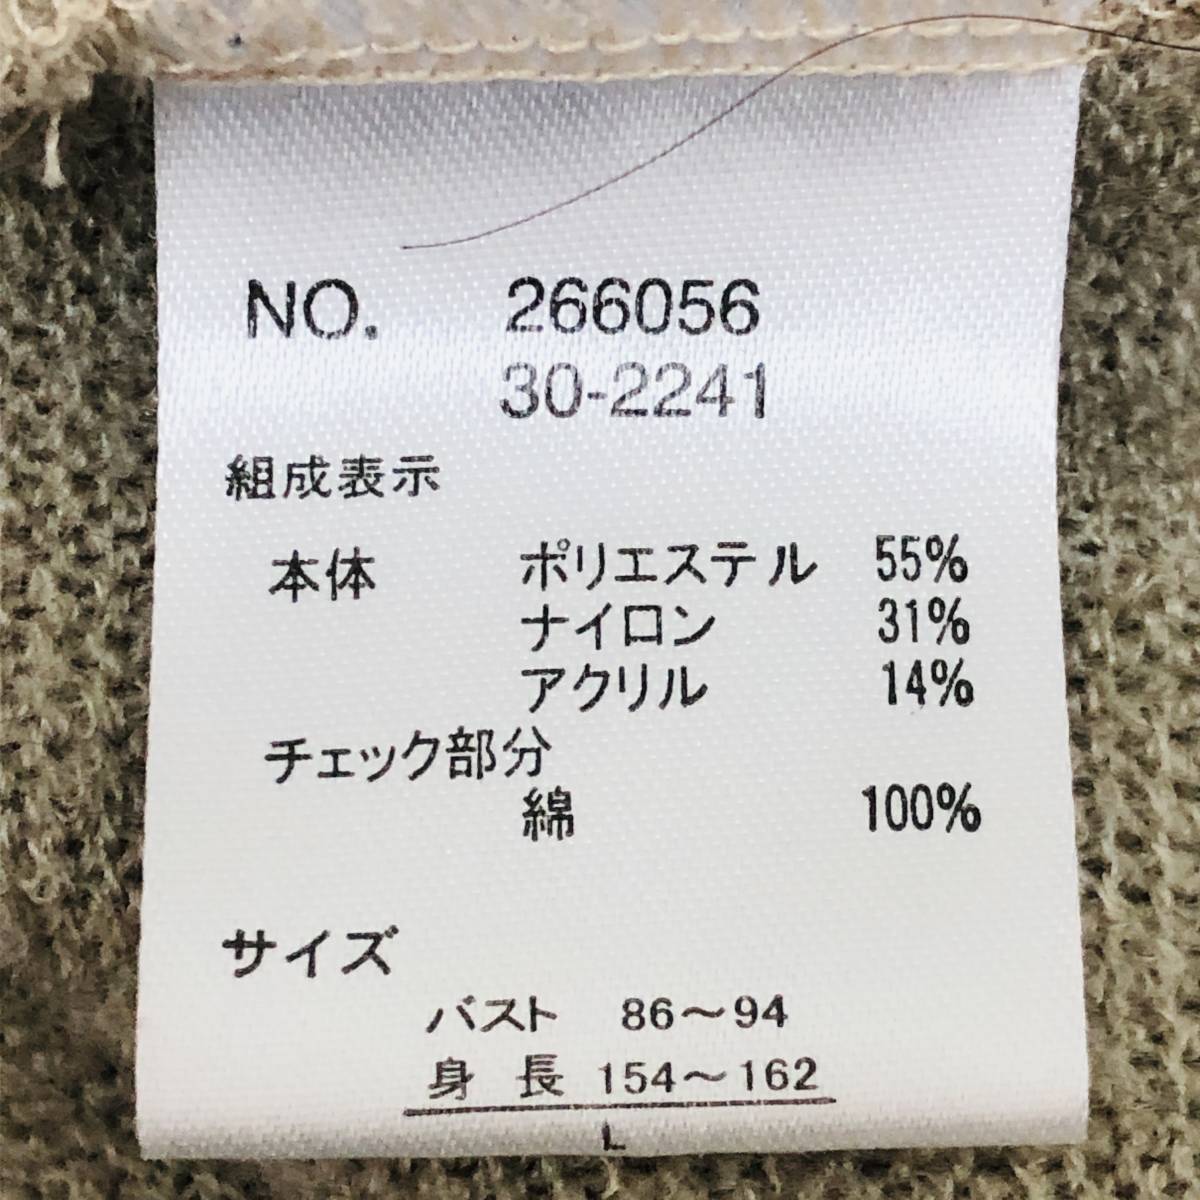 NO. 266056
30-2241
組成表示
本体 ポリエステル 55%
ナイロン 31%
アクリル 14%
チェック部分
綿 100%
サイズ
バスト 86～94
身長 154～162
L